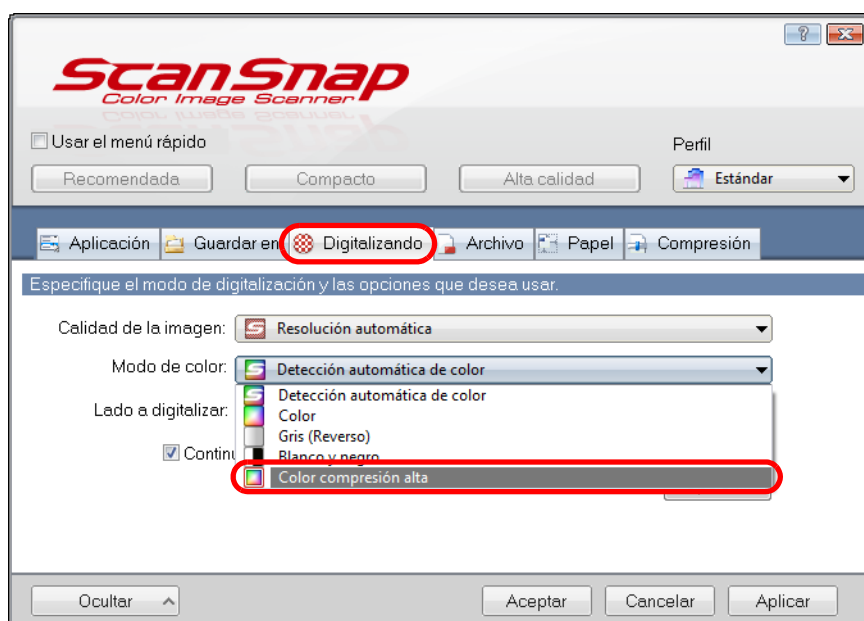 ScanSnap
Color Image Scanner
Usar el menú rápido
Perfil
Recomendada
Compacto
Alta calidad
Estándar
Aplicación
Guardar en
Digitalizando
Archivo
Papel
Compresión
Especifique el modo de digitalización y las opciones que desea usar.
Calidad de la imagen:
Resolución automática
Modo de color:
Detección automática de color
Detección automática de color
Lado a digitalizar:
Color
Gris (Reverso)
Blanco y negro
Color compresión alta
Ocultar
Aceptar
Cancelar
Aplicar